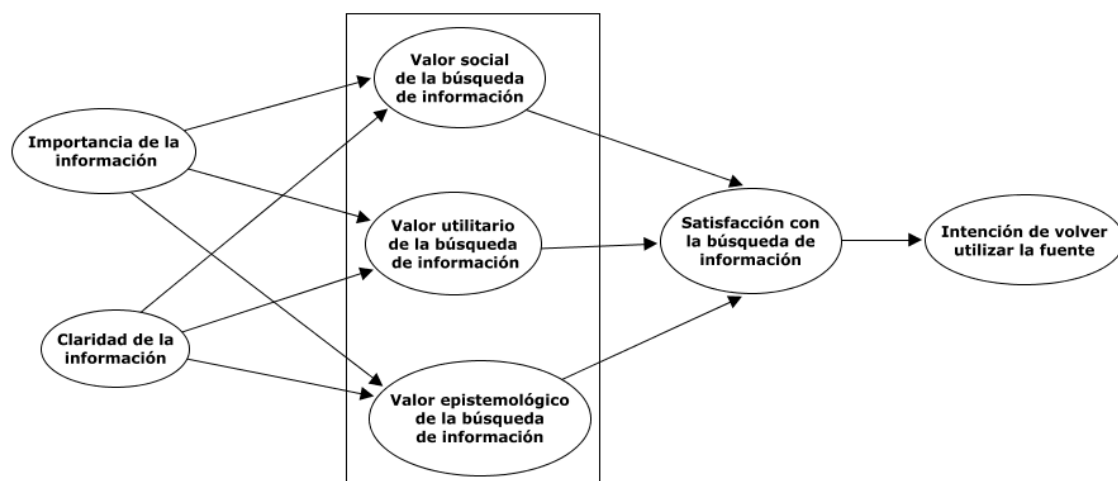 Valor social
de la búsqueda
de información
Importancia de la
información
Valor utilitario
de la búsqueda
de información
Satisfacción con
la búsqueda de
información
Intención de volver
utilizar la fuente
Claridad de la
información
Valor epistemológico
de la búsqueda
de información